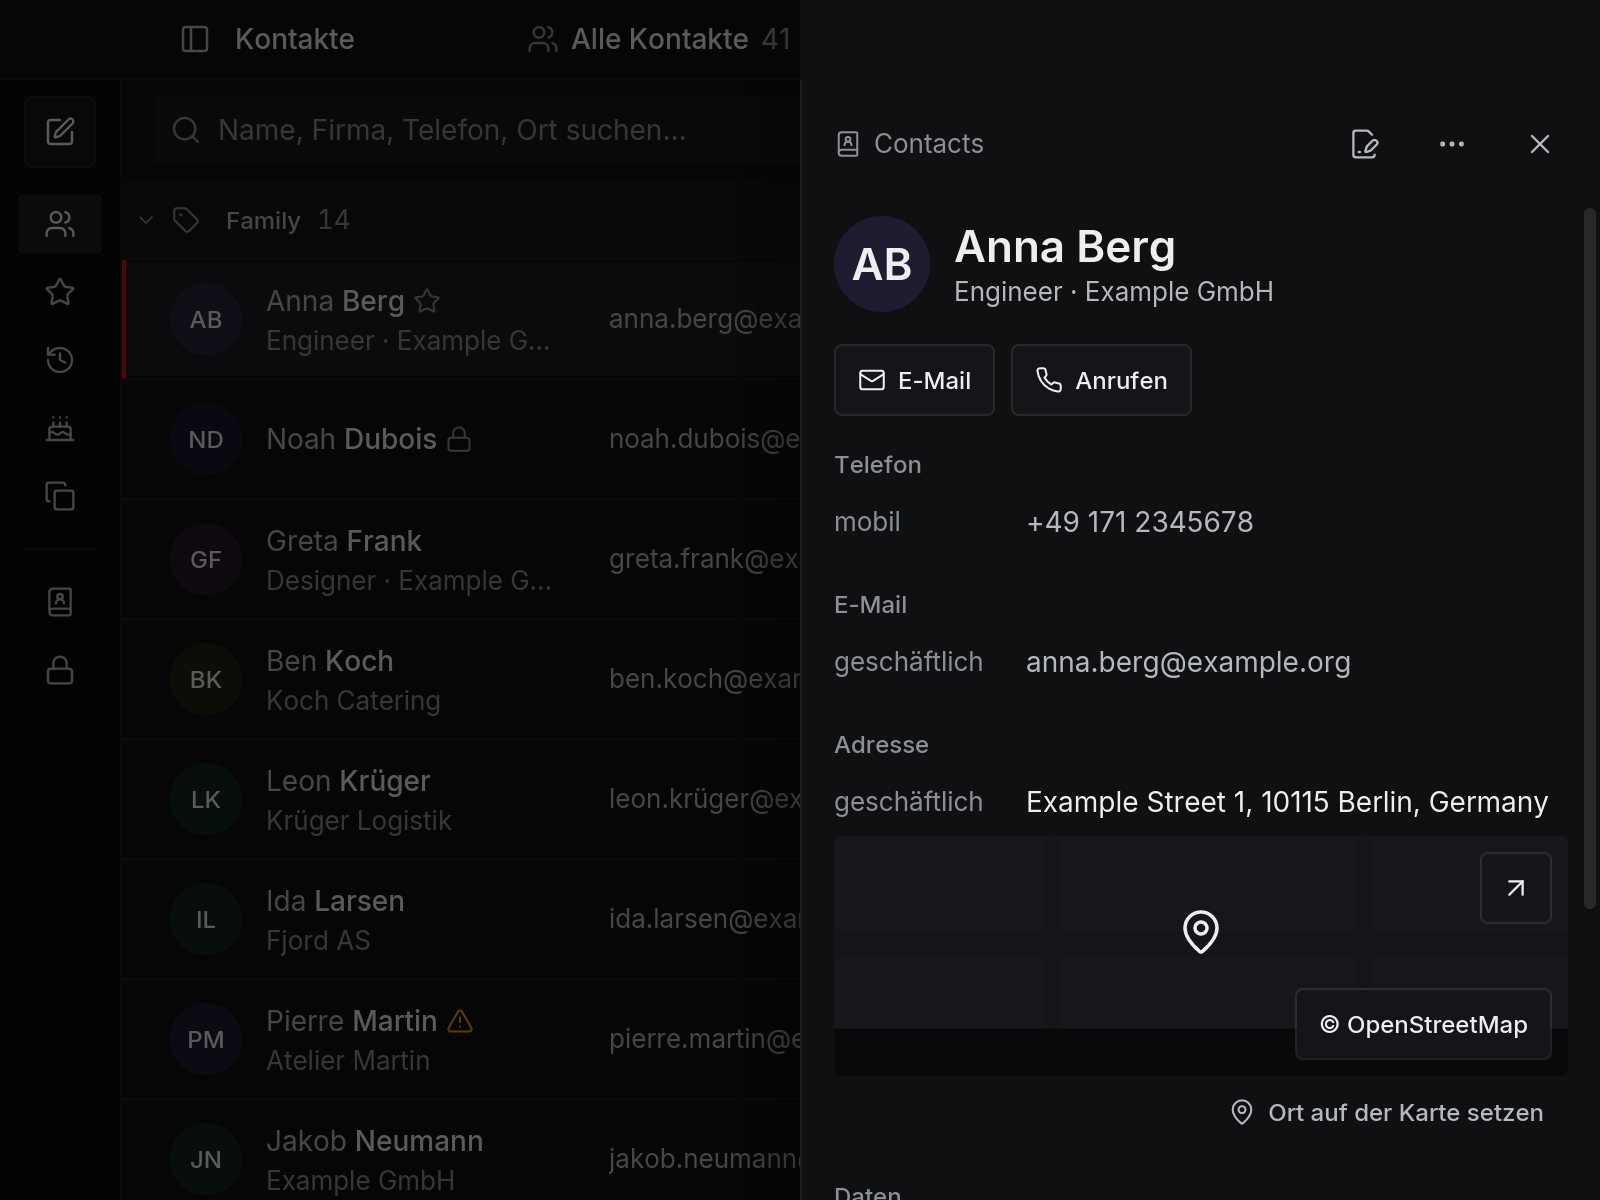 Kontakte
Alle Kontakte 41
Name, Firma, Telefon, Ort suchen...
Family 14
AB
Anna Berg
Engineer · Example G...
anna.berg@exa
ND
Noah Dubois
noah.dubois@e
GF
Greta Frank
Designer · Example G...
greta.frank@ex
BK
Ben Koch
Koch Catering
ben.koch@exar
LK
Leon Krüger
Krüger Logistik
leon.krüger@ex
IL
Ida Larsen
Fjord AS
ida.larsen@exa
PM
Pierre Martin
Atelier Martin
pierre.martin@e
JN
Jakob Neumann
Example GmbH
jakob.neumann
Contacts
AB
Anna Berg
Engineer · Example GmbH
E-Mail
Anrufen
Telefon
mobil +49 171 2345678
E-Mail
geschäftlich anna.berg@example.org
Adresse
geschäftlich Example Street 1, 10115 Berlin, Germany
© OpenStreetMap
Ort auf der Karte setzen
Daten